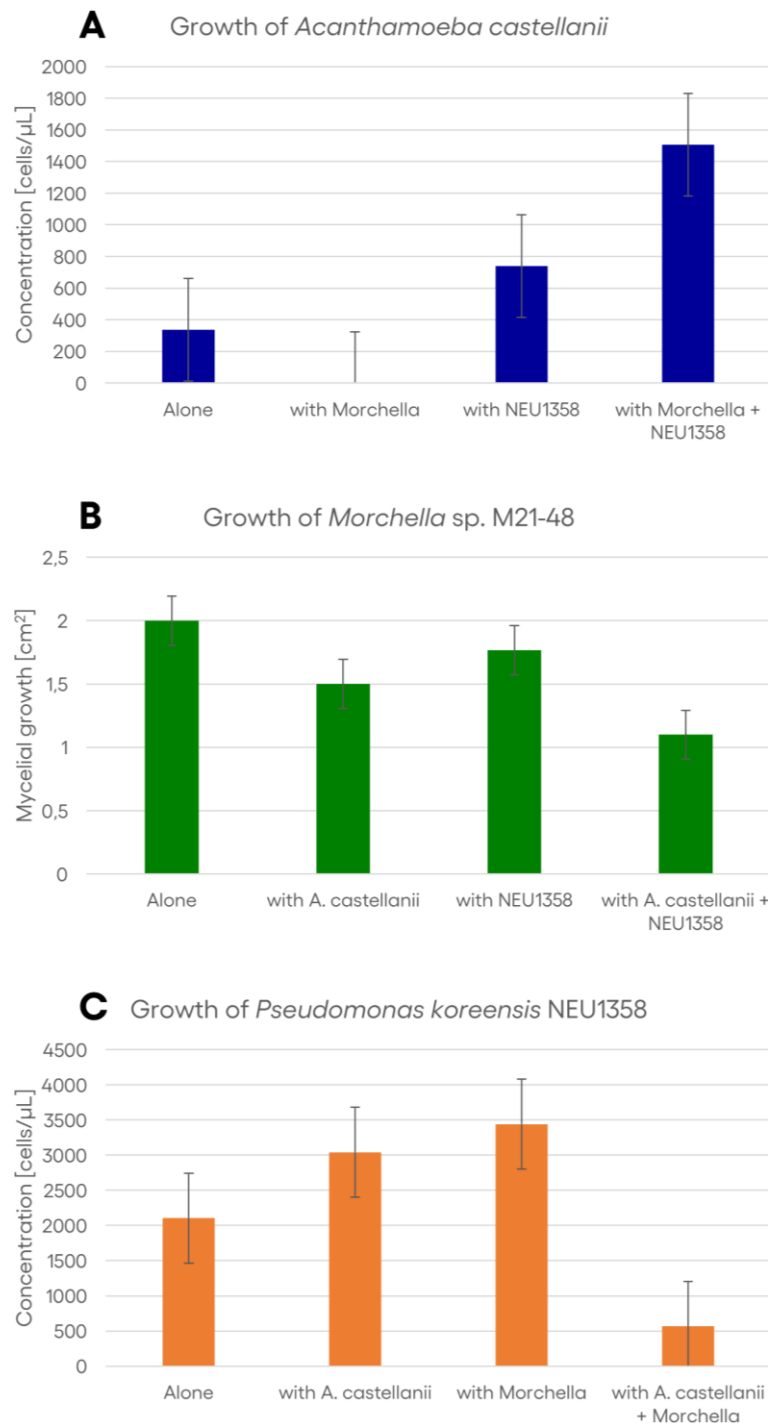 A Growth of Acanthamoeba castellanii
Concentration [cells/µL]
2000
1800
1600
1400
1200
1000
800
600
400
200
0
Alone
with Morchella
with NEU1358
with Morchella +
NEU1358
B Growth of Morchella sp. M21-48
Mycelial growth [cm²]
2,5
2
1,5
1
0,5
0
Alone
with A. castellanii
with NEU1358
with A. castellanii +
NEU1358
C Growth of Pseudomonas koreensis NEU1358
Concentration [cells/µL]
4500
4000
3500
3000
2500
2000
1500
1000
500
0
Alone
with A. castellanii
with Morchella
with A. castellanii
+ Morchella